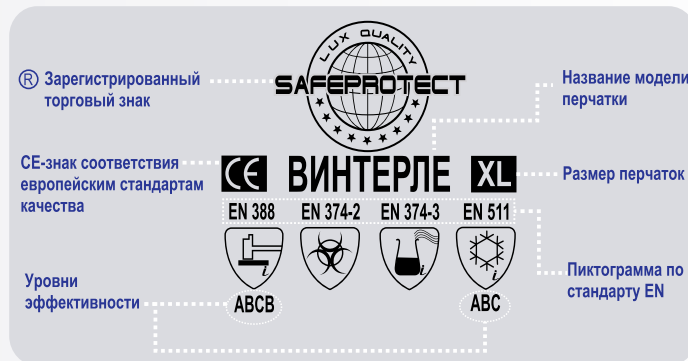 LUX QUALITY
SAFEPROTECT
® Зарегистрированный
торговый знак
Название модели
перчатки
CE-знак соответствия
европейским стандартам
качества
CE ВИНТЕРЛЕ XL
Размер перчаток
EN 388 EN 374-2 EN 374-3 EN 511
i i i
Пиктограмма по
стандарту EN
Уровни
эффективности
ABCB ABC